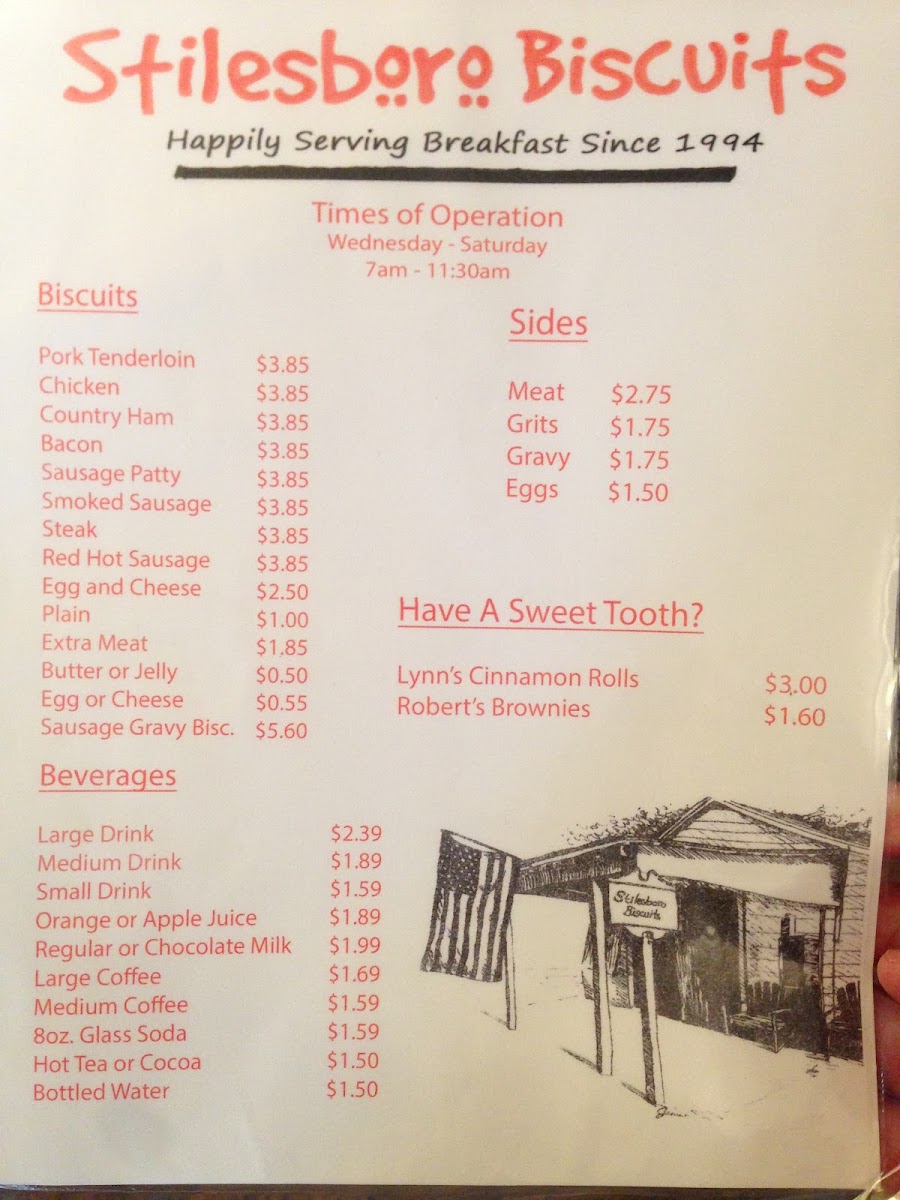 Stilesboro Biscuits
Happily Serving Breakfast Since 1994
Times of Operation
Wednesday - Saturday
7am - 11:30am
Biscuits
Pork Tenderloin $3.85
Chicken $3.85
Country Ham $3.85
Bacon $3.85
Sausage Patty $3.85
Smoked Sausage $3.85
Steak $3.85
Red Hot Sausage $3.85
Egg and Cheese $2.50
Plain $1.00
Extra Meat $1.85
Butter or Jelly $0.50
Egg or Cheese $0.55
Sausage Gravy Bisc. $5.60
Sides
Meat $2.75
Grits $1.75
Gravy $1.75
Eggs $1.50
Have A Sweet Tooth?
Lynn's Cinnamon Rolls $3.00
Robert's Brownies $1.60
Beverages
Large Drink $2.39
Medium Drink $1.89
Small Drink $1.59
Orange or Apple Juice $1.89
Regular or Chocolate Milk $1.99
Large Coffee $1.69
Medium Coffee $1.59
8oz. Glass Soda $1.59
Hot Tea or Cocoa $1.50
Bottled Water $1.50
Stilesboro
Biscuits